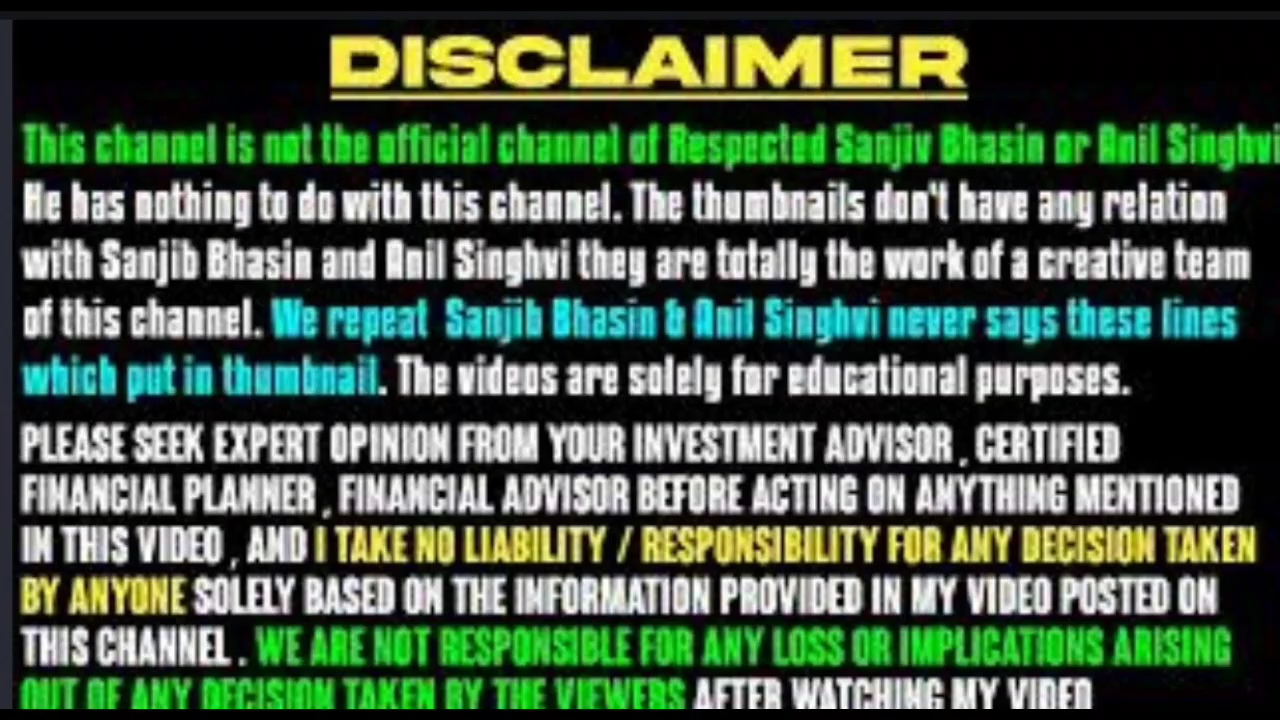 DISCLAIMER
This channel is not the official channel of Respected Sanjiv Bhasin or Anil Singhvi
He has nothing to do with this channel. The thumbnails don't have any relation
with Sanjib Bhasin and Anil Singhvi they are totally the work of a creative team
of this channel. We repeat Sanjib Bhasin & Anil Singhvi never says these lines
which put in thumbnail. The videos are solely for educational purposes.
PLEASE SEEK EXPERT OPINION FROM YOUR INVESTMENT ADVISOR , CERTIFIED
FINANCIAL PLANNER , FINANCIAL ADVISOR BEFORE ACTING ON ANYTHING MENTIONED
IN THIS VIDEO , AND I TAKE NO LIABILITY / RESPONSIBILITY FOR ANY DECISION TAKEN
BY ANYONE SOLELY BASED ON THE INFORMATION PROVIDED IN MY VIDEO POSTED ON
THIS CHANNEL . WE ARE NOT RESPONSIBLE FOR ANY LOSS OR IMPLICATIONS ARISING
OUT OF ANY DECISION TAKEN BY THE VIEWERS AFTER WATCHING MY VIDEO